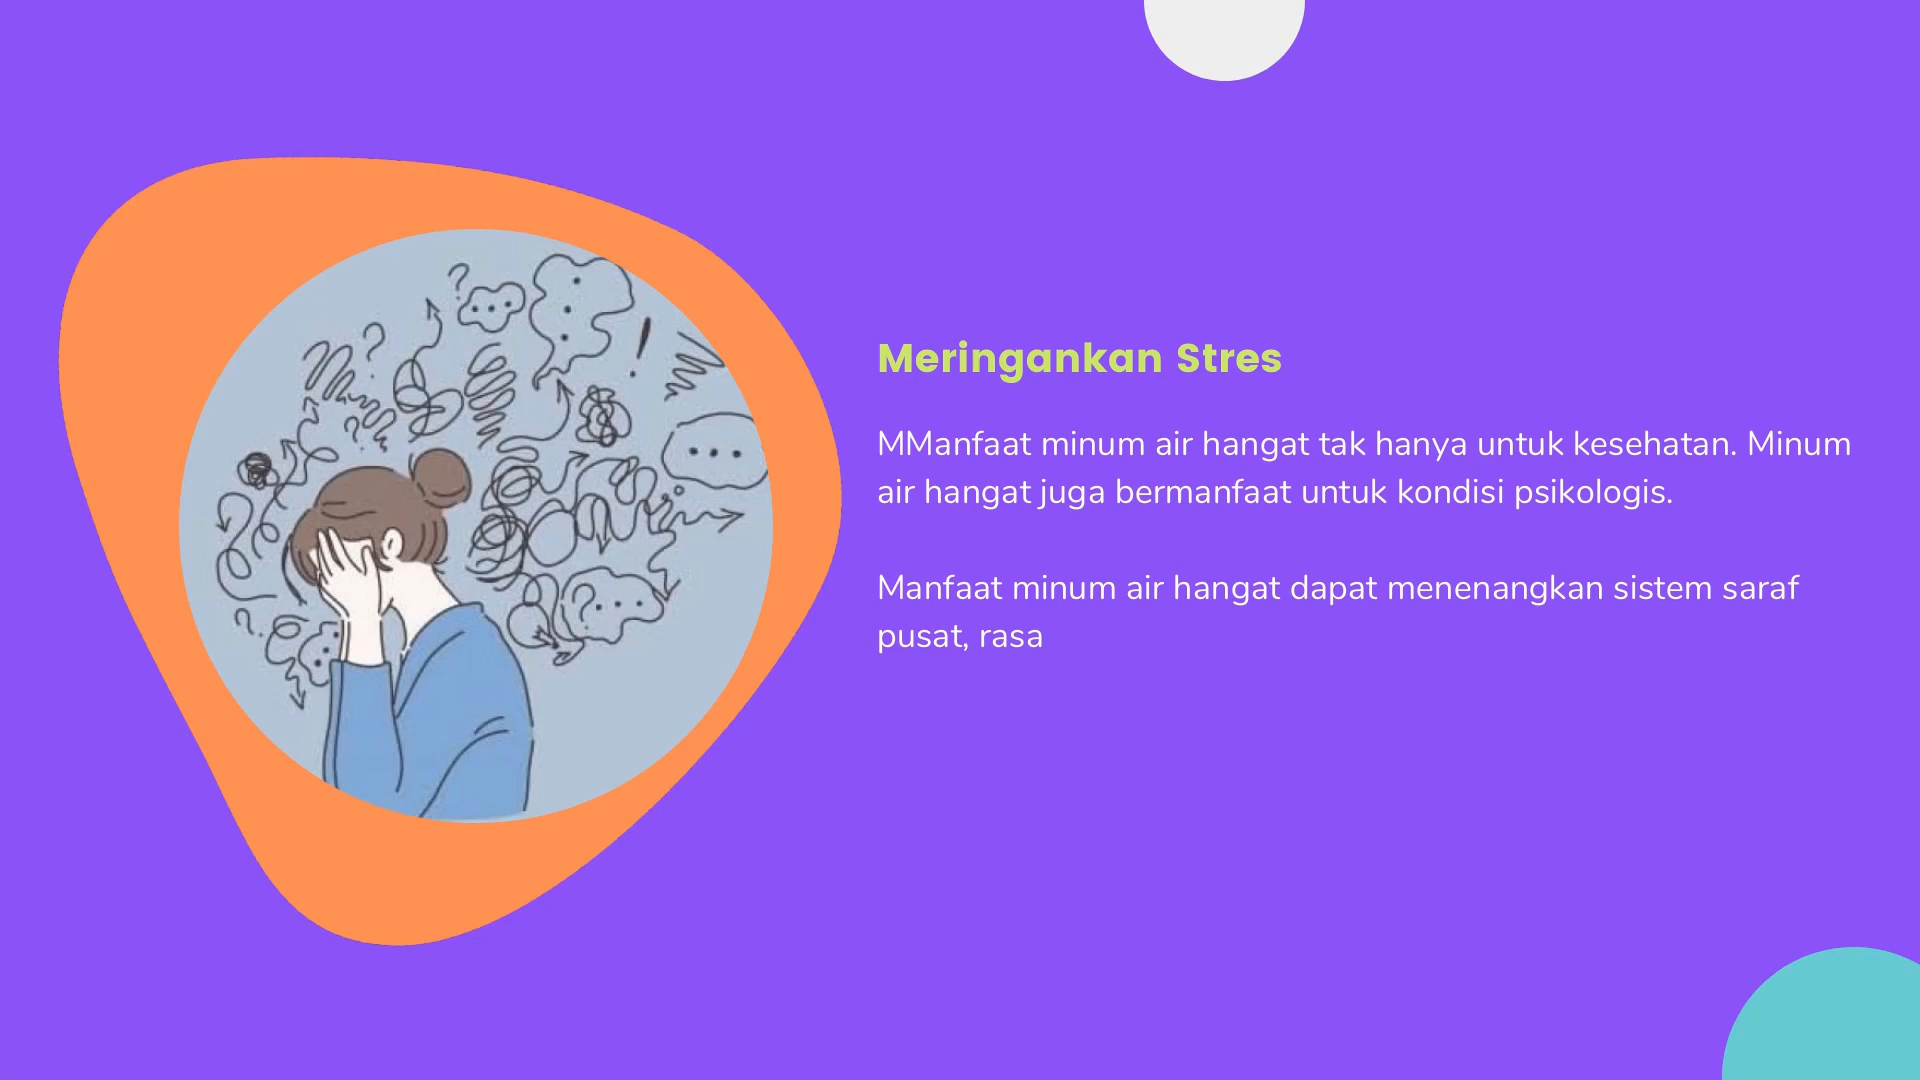 Meringankan Stres
MManfaat minum air hangat tak hanya untuk kesehatan. Minum
air hangat juga bermanfaat untuk kondisi psikologis.
Manfaat minum air hangat dapat menenangkan sistem saraf
pusat, rasa